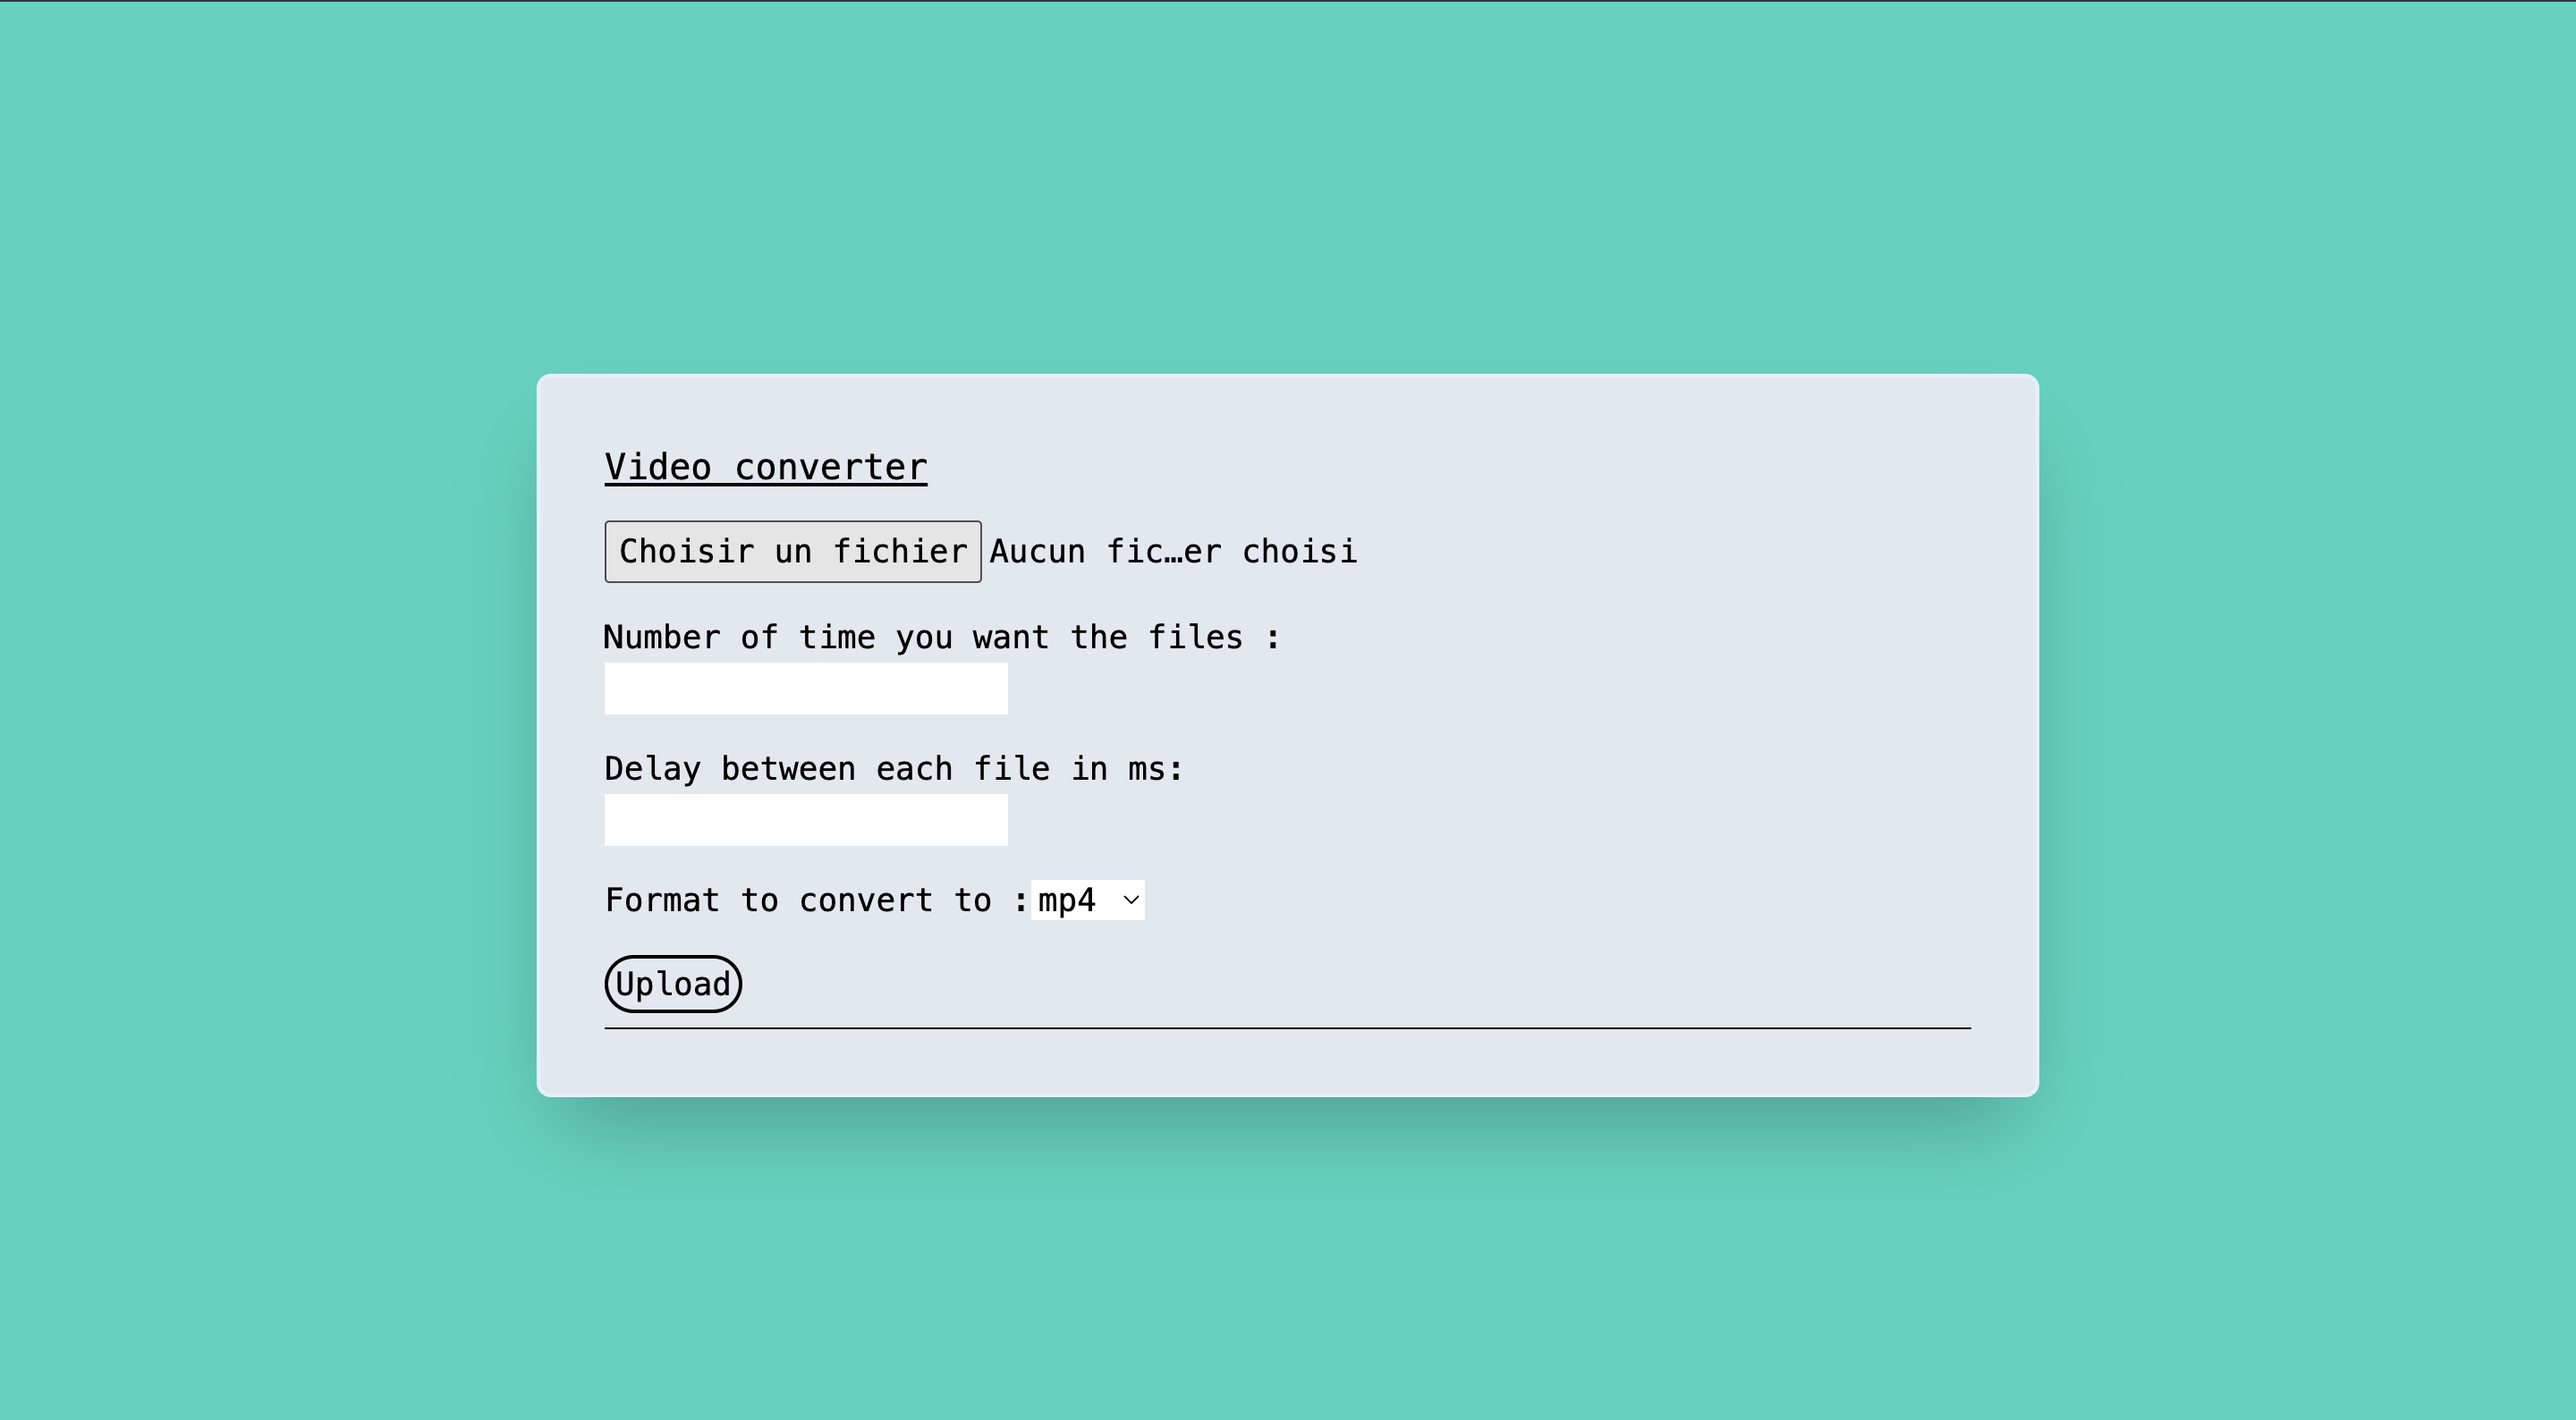 Video converter
Choisir un fichier Aucun fic…er choisi
Number of time you want the files :
Delay between each file in ms:
Format to convert to : mp4
Upload